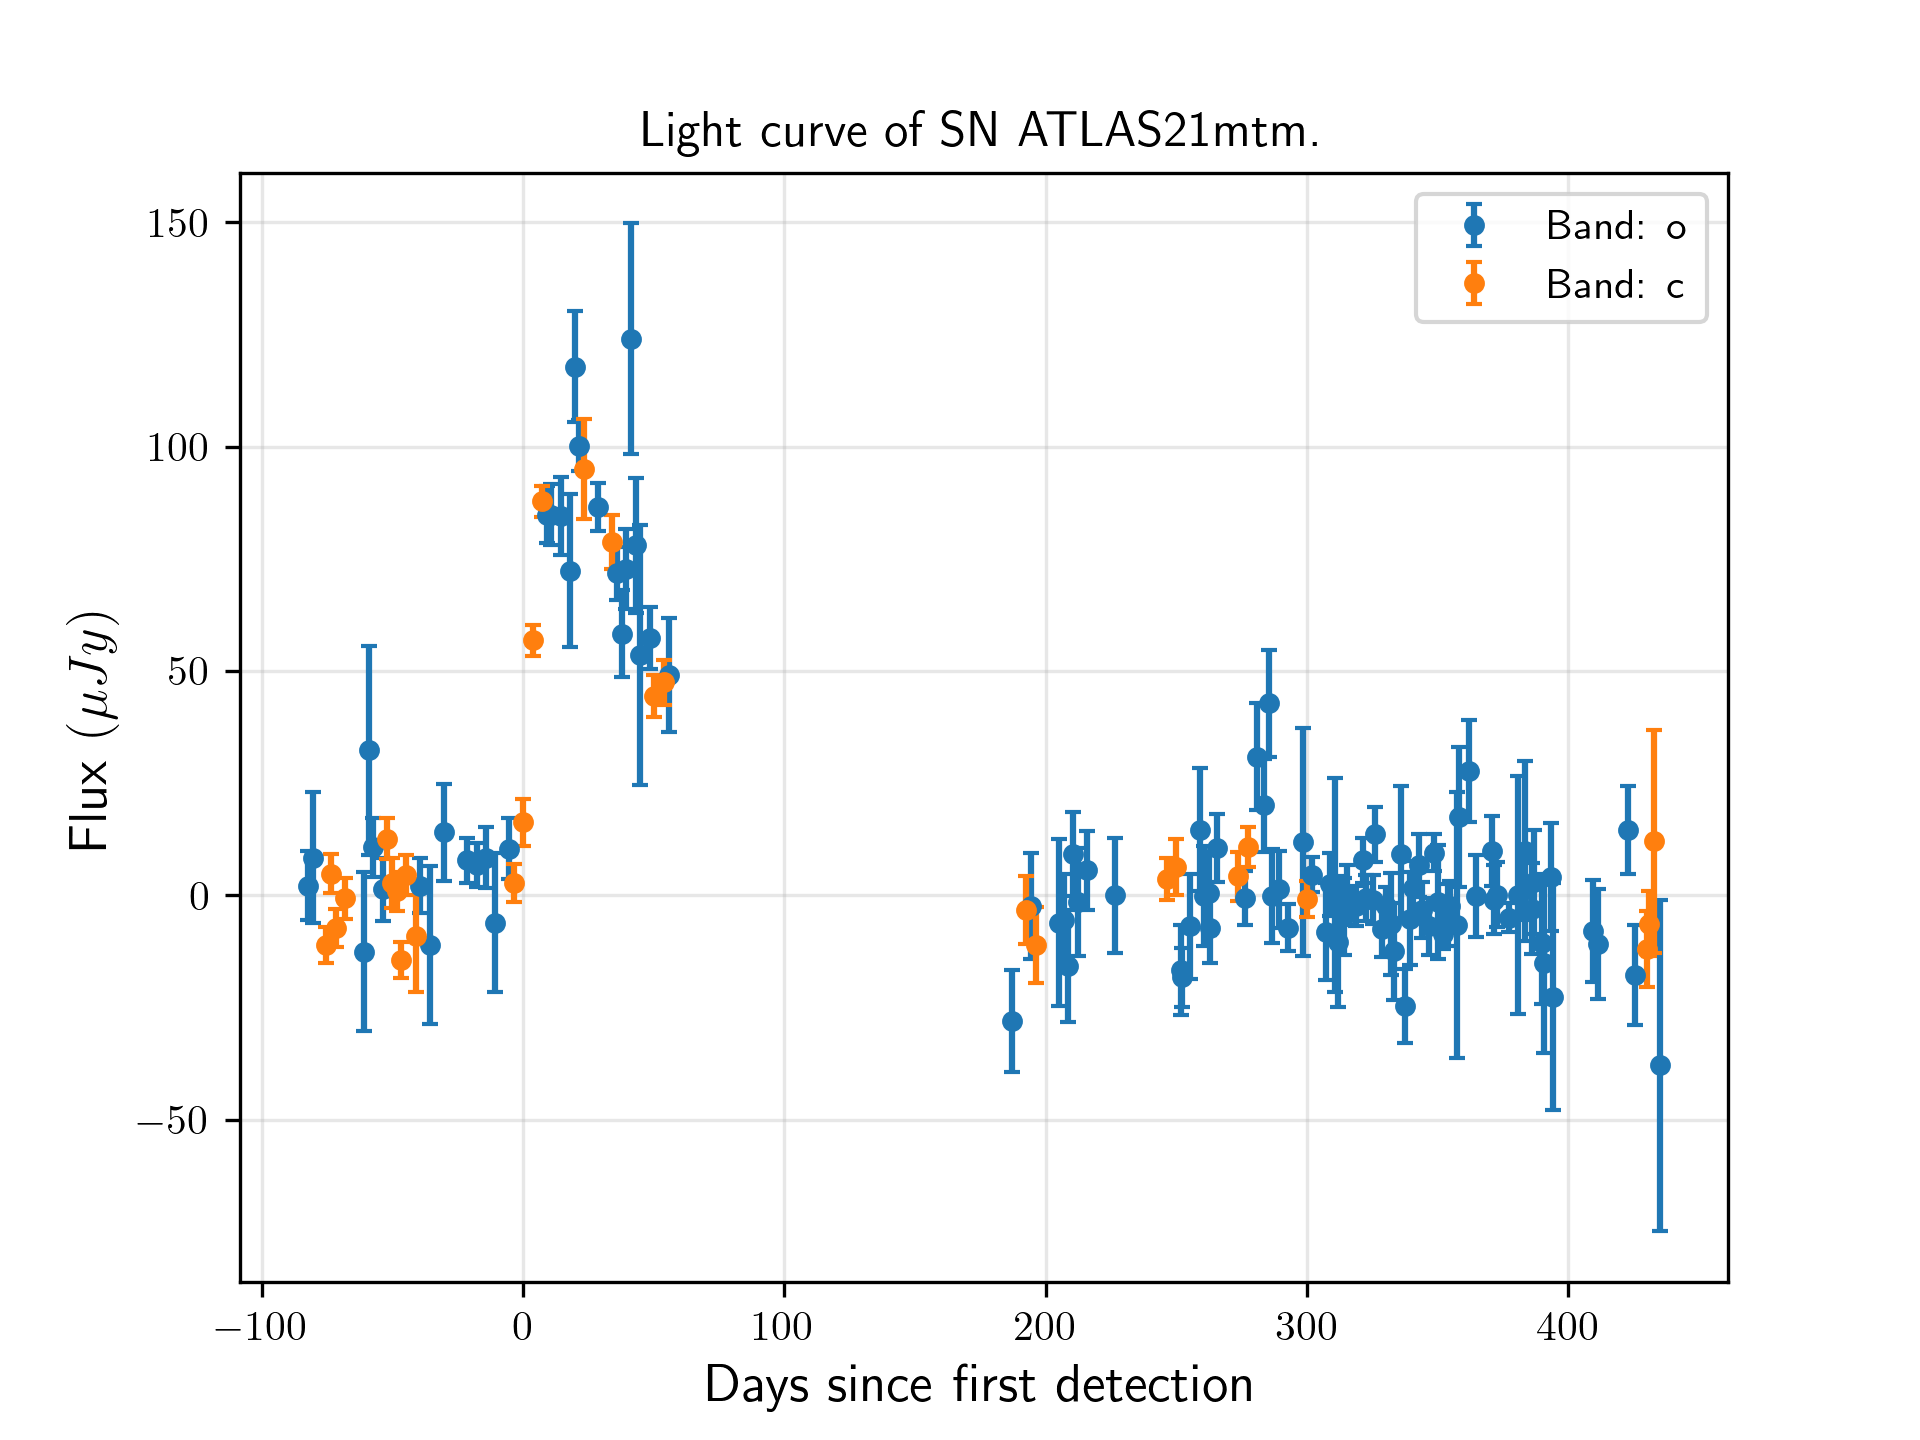 Light curve of SN ATLAS21mtm.
Band: o
Band: c
150
100
50
0
−50
Flux (μJy)
−100 0 100 200 300 400
Days since first detection